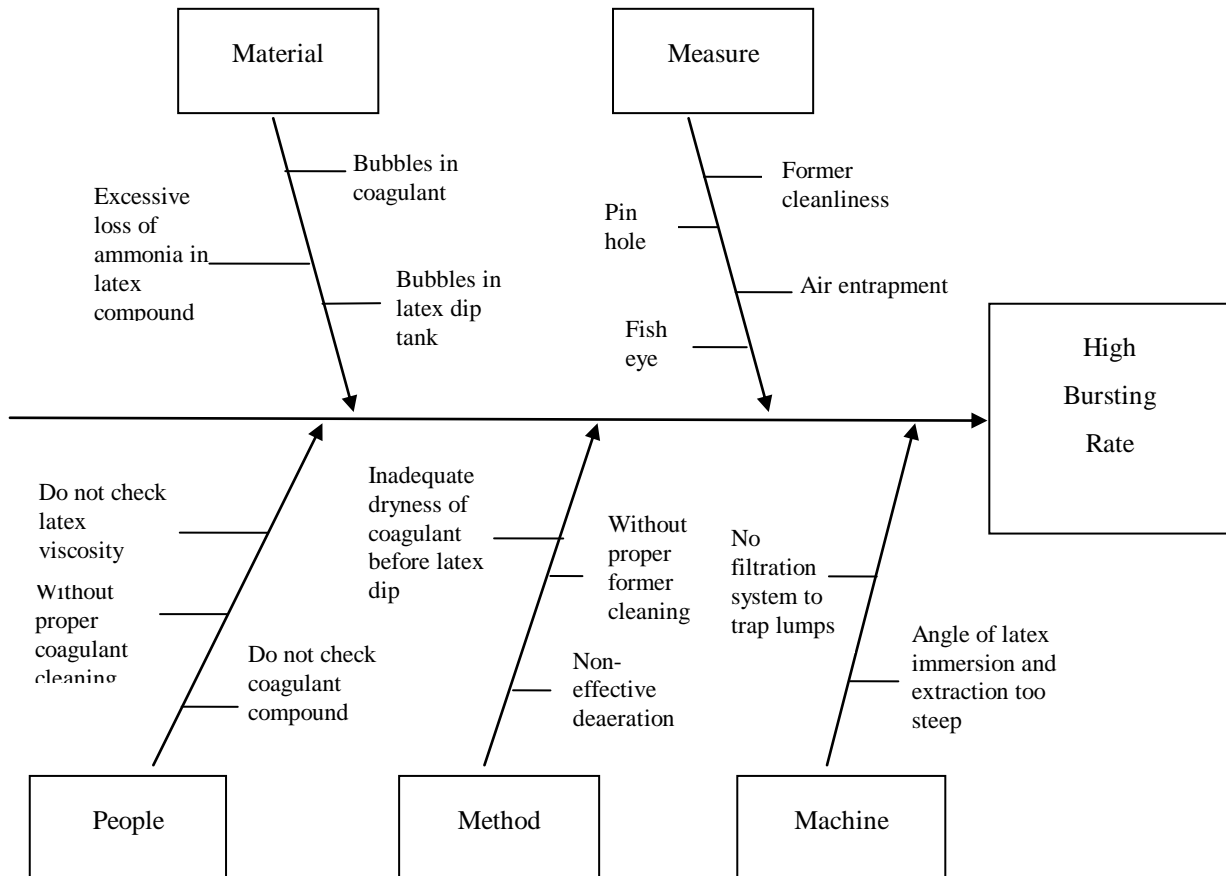 Material
Measure
Bubbles in
coagulant
Excessive
loss of
ammonia in
latex
compound
Bubbles in
latex dip
tank
Former
cleanliness
Pin
hole
Air entrapment
Fish
eye
High
Bursting
Rate
Do not check
latex
viscosity
Without
proper
coagulant
cleaning
Do not check
coagulant
compound
Inadequate
dryness of
coagulant
before latex
dip
Without
proper
former
cleaning
Non-
effective
deaeration
No
filtration
system to
trap lumps
Angle of latex
immersion and
extraction too
steep
People
Method
Machine